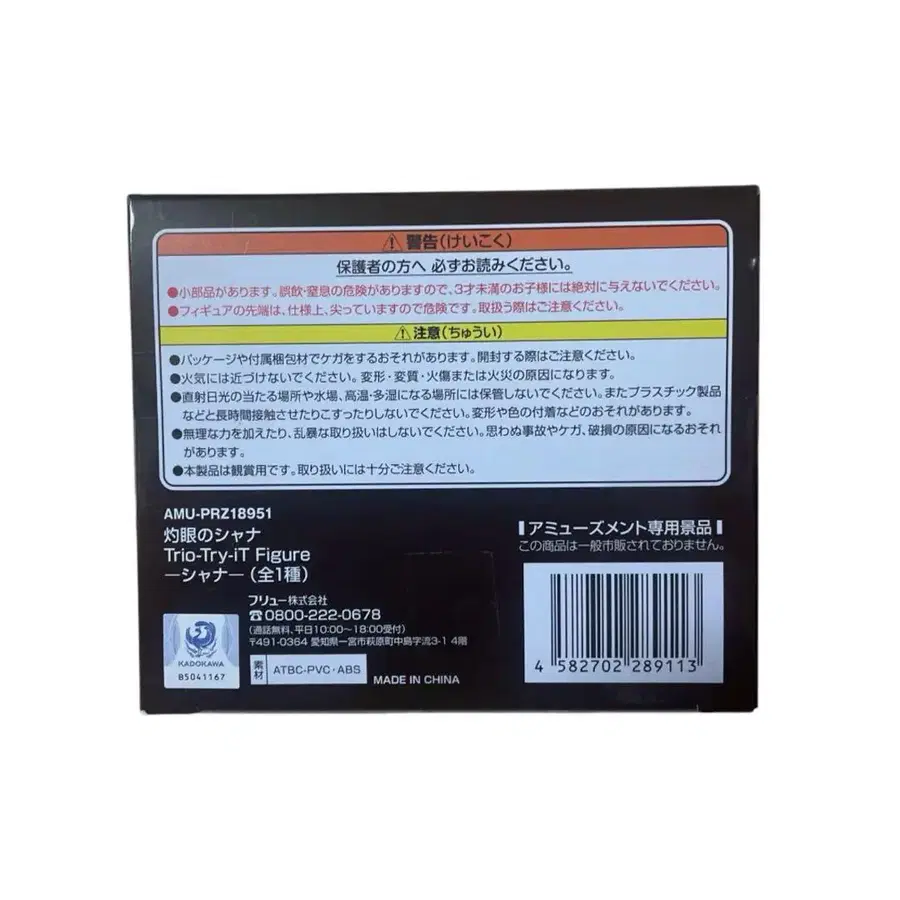 ⚠警告(けいこく)
保護者の方へ 必ずお読みください。
●小部品があります。誤飲・窒息の危険がありますので、3才未満のお子様には絶対に与えないでください。
●フィギュアの先端は、仕様上、尖っていますので危険です。取扱う際はご注意ください。
⚠注意(ちゅうい)
●パッケージや付属梱包材でケガをするおそれがあります。開封する際はご注意ください。
●火気には近づけないでください。変形・変質・火傷または火災の原因になります。
●直射日光の当たる場所や水場、高温・多湿になる場所には保管しないでください。またプラスチック製品
などと長時間接触させたりこすったりしないでください。変形や色の付着などのおそれがあります。
●無理な力を加えたり、乱暴な取り扱いはしないでください。思わぬ事故やケガ、破損の原因になるおそれ
があります。
●本製品は観賞用です。取り扱いには十分ご注意ください。
AMU-PRZ18951
灼眼のシャナ
Trio-Try-iT Figure
―シャナ―(全1種)
フリュー株式会社
☎0800-222-0678
(通話無料、平日10:00~18:00受付)
〒491-0364 愛知県一宮市萩原町中島字流3-1 4階
KADOKAWA
B5041167
素材
ATBC-PVC・ABS
MADE IN CHINA
アミューズメント専用景品
この商品は一般市販されておりません。
4 582702 289113